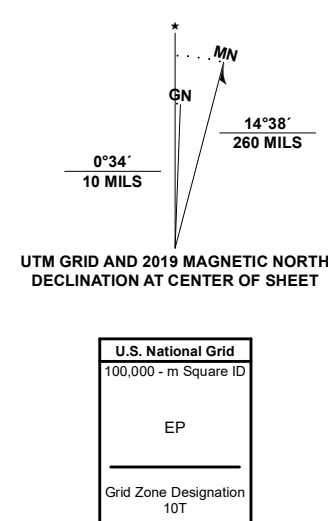 ★
MN
GN
14°38´
260 MILS
0°34´
10 MILS
UTM GRID AND 2019 MAGNETIC NORTH
DECLINATION AT CENTER OF SHEET
U.S. National Grid
100,000 - m Square ID
EP
Grid Zone Designation
10T